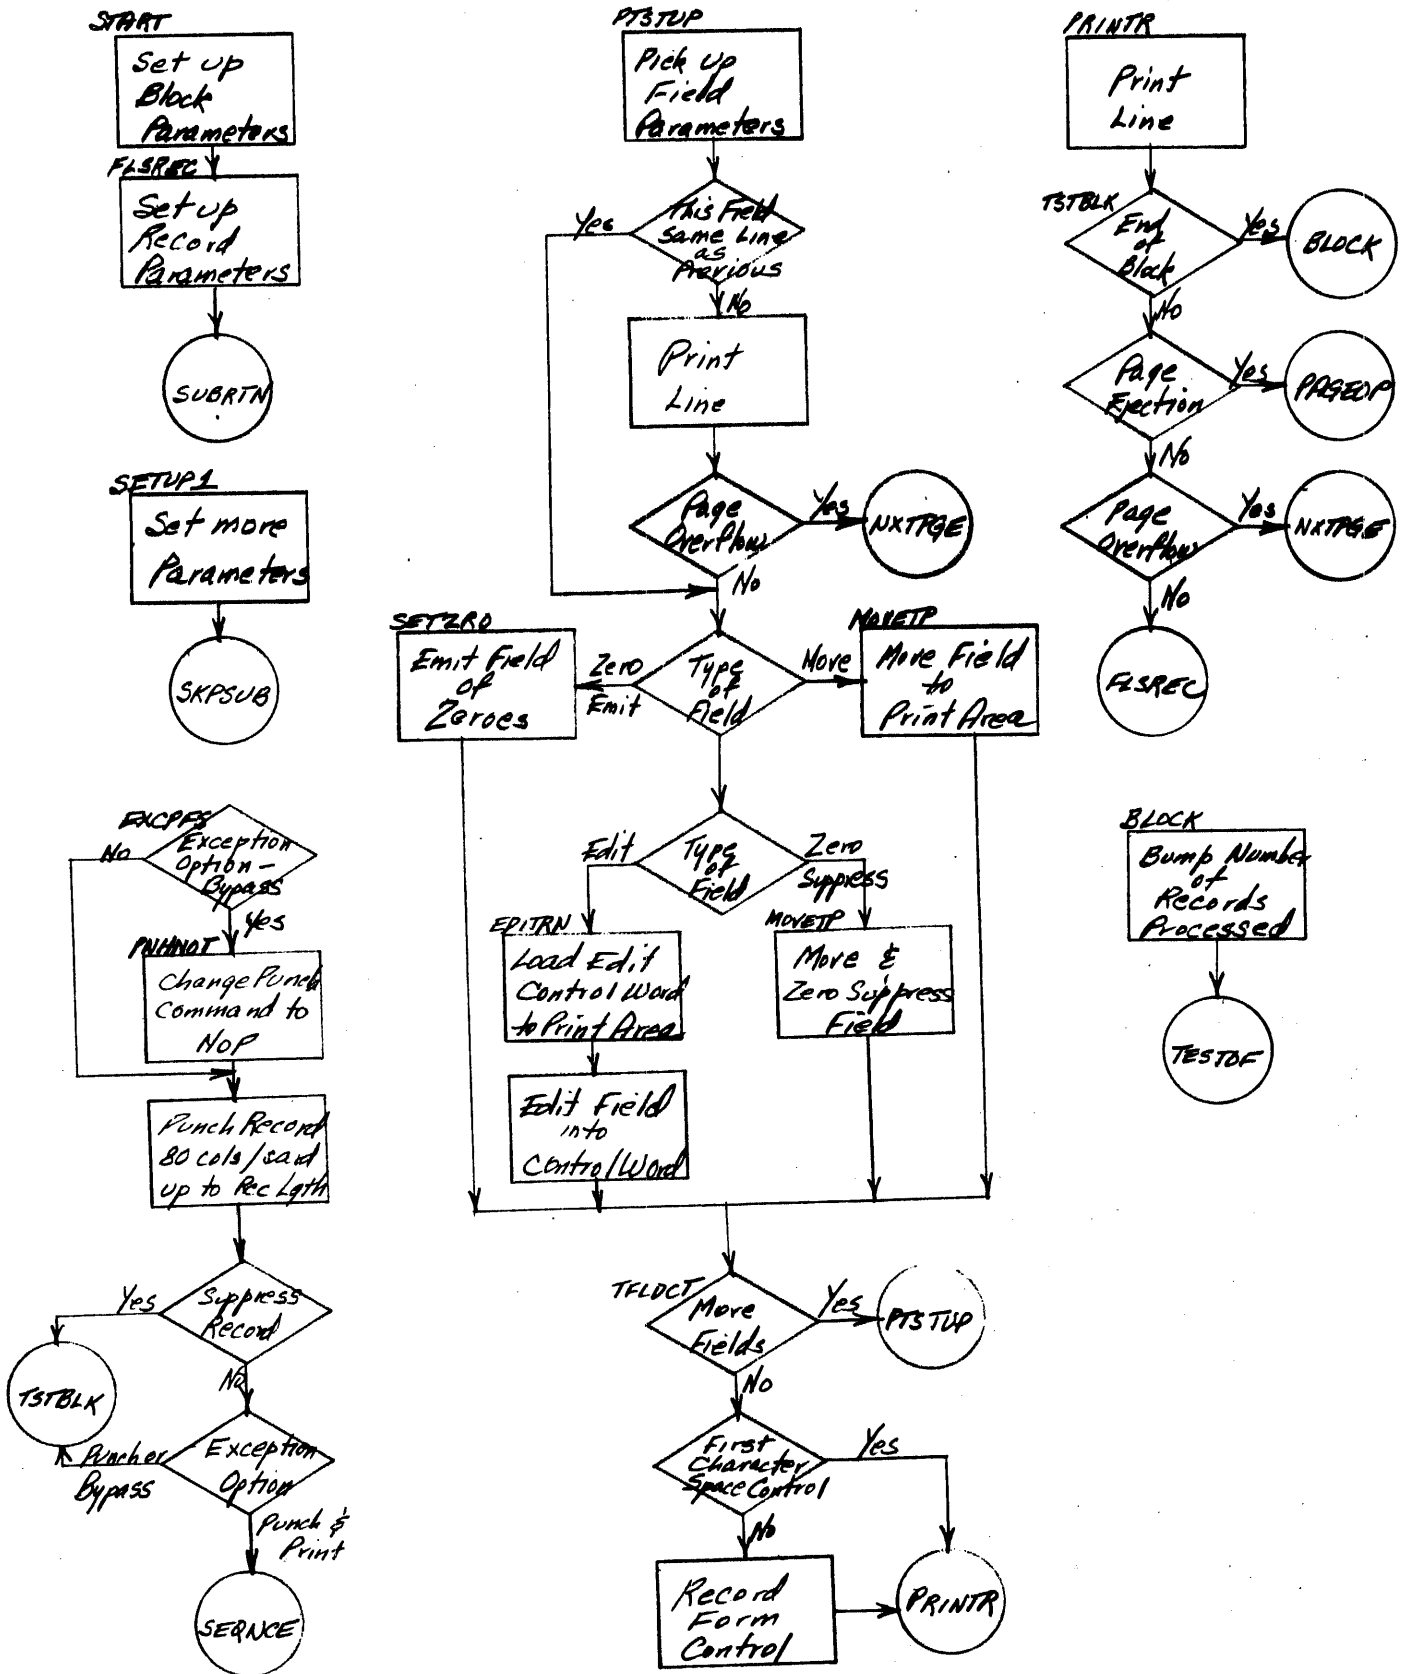 START
Set up
Block
Parameters
FLSREC
Set up
Record
Parameters
SUBRTN
SETUP1
Set more
Parameters
SKPSUB
EXCPFS
Exception
Option -
Bypass
No
Yes
PNHNOT
Change Punch
Command to
NOP
Punch Record
80 cols/card
up to Rec Lgth
Suppress
Record
Yes
No
TSTBLK
Exception
Option
Punch or
Bypass
Punch &
Print
SEQNCE
PTSTUP
Pick up
Field
Parameters
This Field
Same Line
as
Previous
Yes
No
Print
Line
Page
Overflow
Yes
NXTPGE
No
SETZRO
Emit Field
of
Zeroes
Zero
Emit
Type
of
Field
Move
MOVETP
Move Field
to
Print Area
Type
of
Field
Edit
Zero
Suppress
EDITRN
Load Edit
Control Word
to Print Area
Edit Field
into
Control Word
MOVETP
Move &
Zero Suppress
Field
TFLDCT
More
Fields
Yes
PTSTUP
No
First
Character
Space Control
Yes
No
Record
Form
Control
PRINTR
PRINTR
Print
Line
TSTBLK
End
of
Block
Yes
BLOCK
No
Page
Ejection
Yes
PAGEOP
No
Page
Overflow
Yes
NXTPGE
No
FLSREC
BLOCK
Bump Number
of
Records
Processed
TESTOF